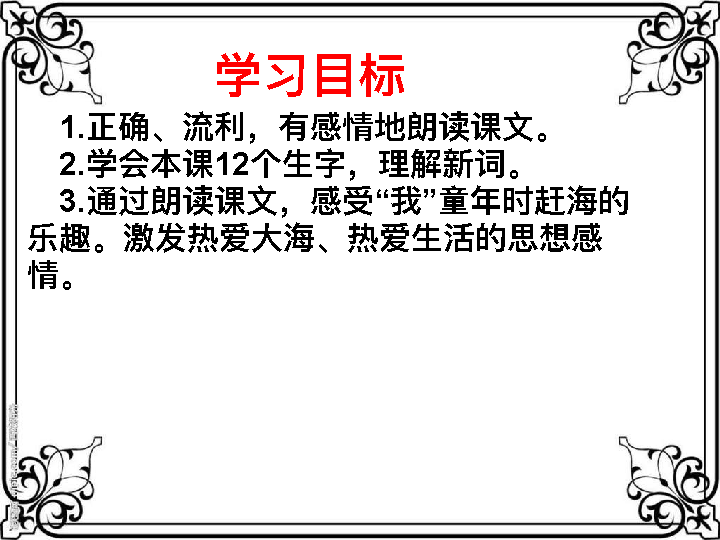 学习目标
1.正确、流利，有感情地朗读课文。
2.学会本课12个生字，理解新词。
3.通过朗读课文，感受“我”童年时赶海的
乐趣。激发热爱大海、热爱生活的思想感
情。